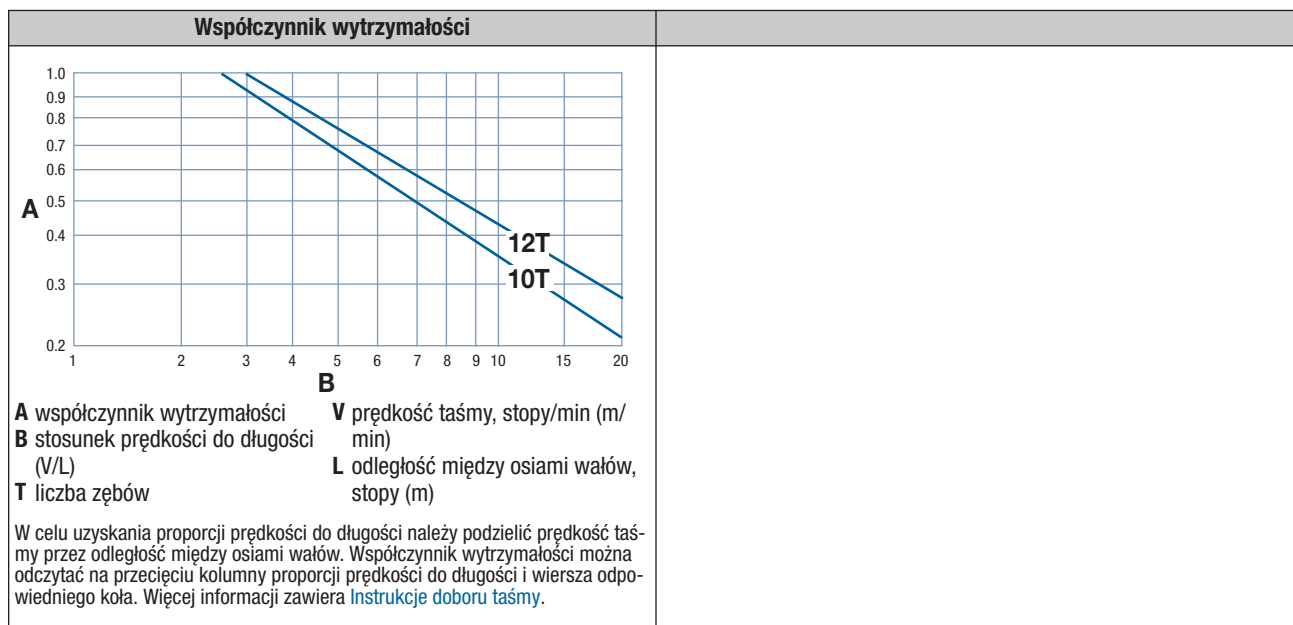 Współczynnik wytrzymałości
1.0
0.9
0.8
0.7
0.6
0.5
0.4
0.3
0.2
A
12T
10T
1 2 3 4 5 6 7 8 9 10 15 20
B
A współczynnik wytrzymałości
B stosunek prędkości do długości
(V/L)
T liczba zębów
V prędkość taśmy, stopy/min (m/
min)
L odległość między osiami wałów,
stopy (m)
W celu uzyskania proporcji prędkości do długości należy podzielić prędkość taś-
my przez odległość między osiami wałów. Współczynnik wytrzymałości można
odczytać na przecięciu kolumny proporcji prędkości do długości i wiersza odpo-
wiedniego koła. Więcej informacji zawiera Instrukcje doboru taśmy.